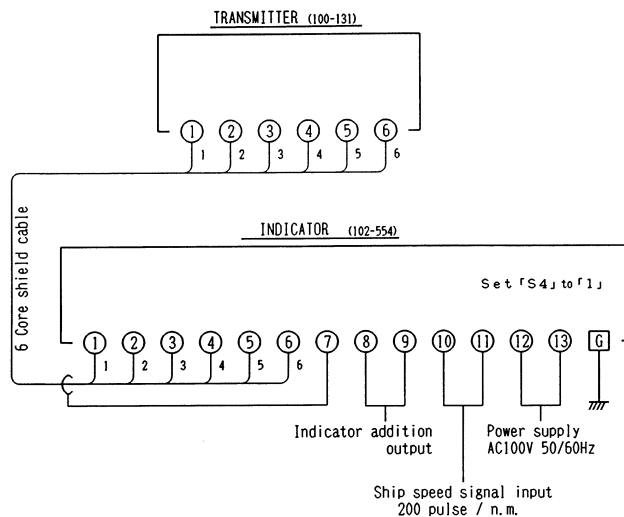 TRANSMITTER (100-131)
1 2 3 4 5 6
1 2 3 4 5 6
6 Core shield cable
INDICATOR (102-554)
Set「S4」to「1」
1 2 3 4 5 6 7 8 9 10 11 12 13 G
1 2 3 4 5 6
Indicator addition
output
Power supply
AC100V 50/60Hz
Ship speed signal input
200 pulse / n.m.